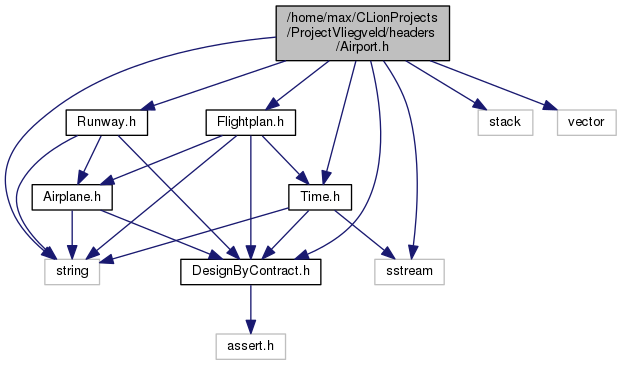 /home/max/CLionProjects
/ProjectVliegveld/headers
/Airport.h
Runway.h
Flightplan.h
stack
vector
Airplane.h
Time.h
string
DesignByContract.h
sstream
assert.h